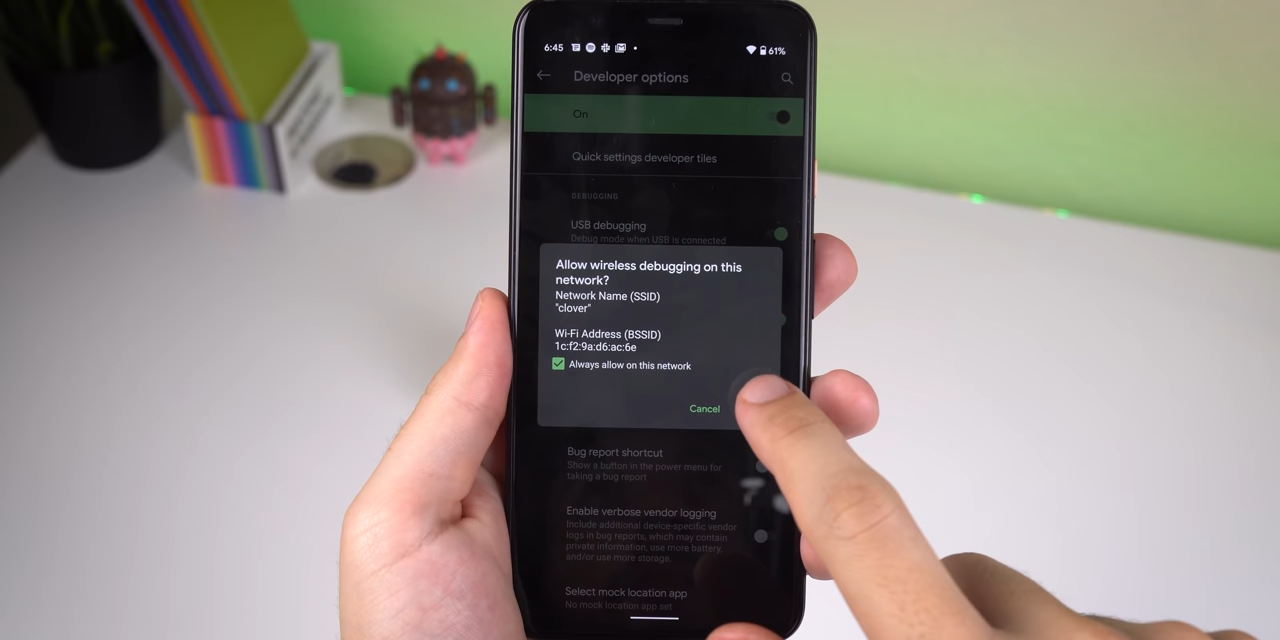 6:45
61%
Developer options
On
Quick settings developer tiles
DEBUGGING
USB debugging
Debug mode when USB is connected
Allow wireless debugging on this
network?
Network Name (SSID)
"clover"
Wi-Fi Address (BSSID)
1c:f2:9a:d6:ac:6e
Always allow on this network
Cancel
Bug report shortcut
Show a button in the power menu for
taking a bug report
Enable verbose vendor logging
Include additional device-specific vendor
logs in bug reports, which may contain
private information, use more battery,
and/or use more storage.
Select mock location app
No mock location app set